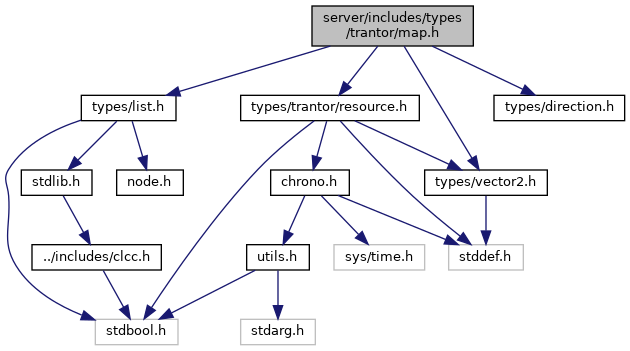 server/includes/types
/trantor/map.h
types/list.h
types/trantor/resource.h
types/direction.h
stdlib.h
node.h
chrono.h
types/vector2.h
../includes/clcc.h
utils.h
sys/time.h
stddef.h
stdbool.h
stdarg.h